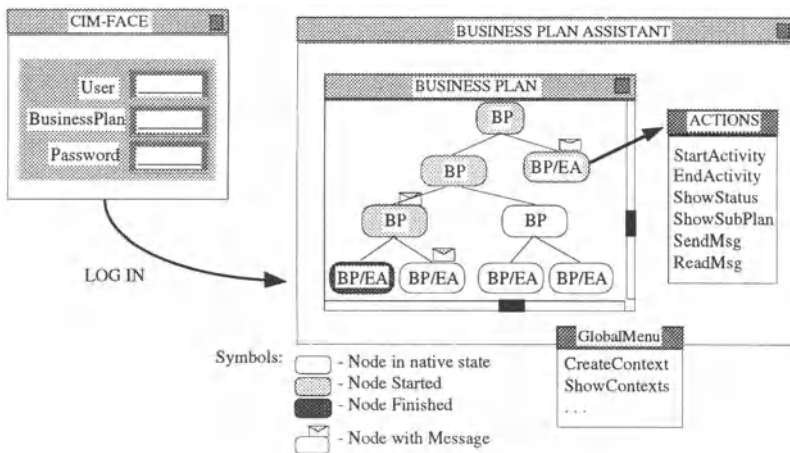 CIM-FACE
User
BusinessPlan
Password
LOG IN
BUSINESS PLAN ASSISTANT
BUSINESS PLAN
BP
BP
BP/EA
BP
BP
BP/EA
BP/EA
BP/EA
BP/EA
ACTIONS
StartActivity
EndActivity
ShowStatus
ShowSubPlan
SendMsg
ReadMsg
GlobalMenu
CreateContext
ShowContexts
. . .
Symbols:
- Node in native state
- Node Started
- Node Finished
- Node with Message